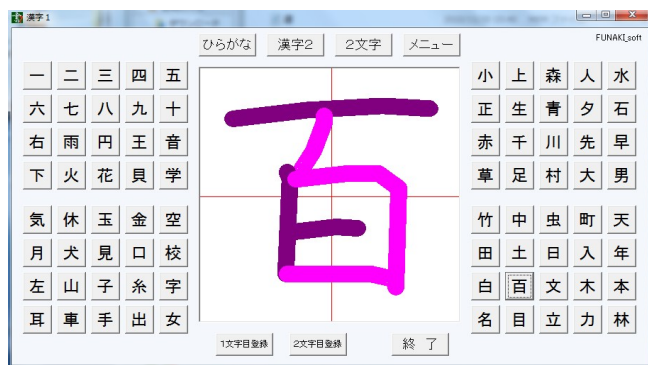 漢字1
FUNAKI_soft
ひらがな 漢字2 2文字 メニュー
一 二 三 四 五 小 上 森 人 水
六 七 八 九 十 正 生 青 夕 石
右 雨 円 王 音 赤 千 川 先 早
下 火 花 貝 学 草 足 村 大 男
気 休 玉 金 空 竹 中 虫 町 天
月 犬 見 口 校 田 土 日 入 年
左 山 子 糸 字 白 百 文 木 本
耳 車 手 出 女 名 目 立 力 林
百
1文字目登録 2文字目登録 終 了